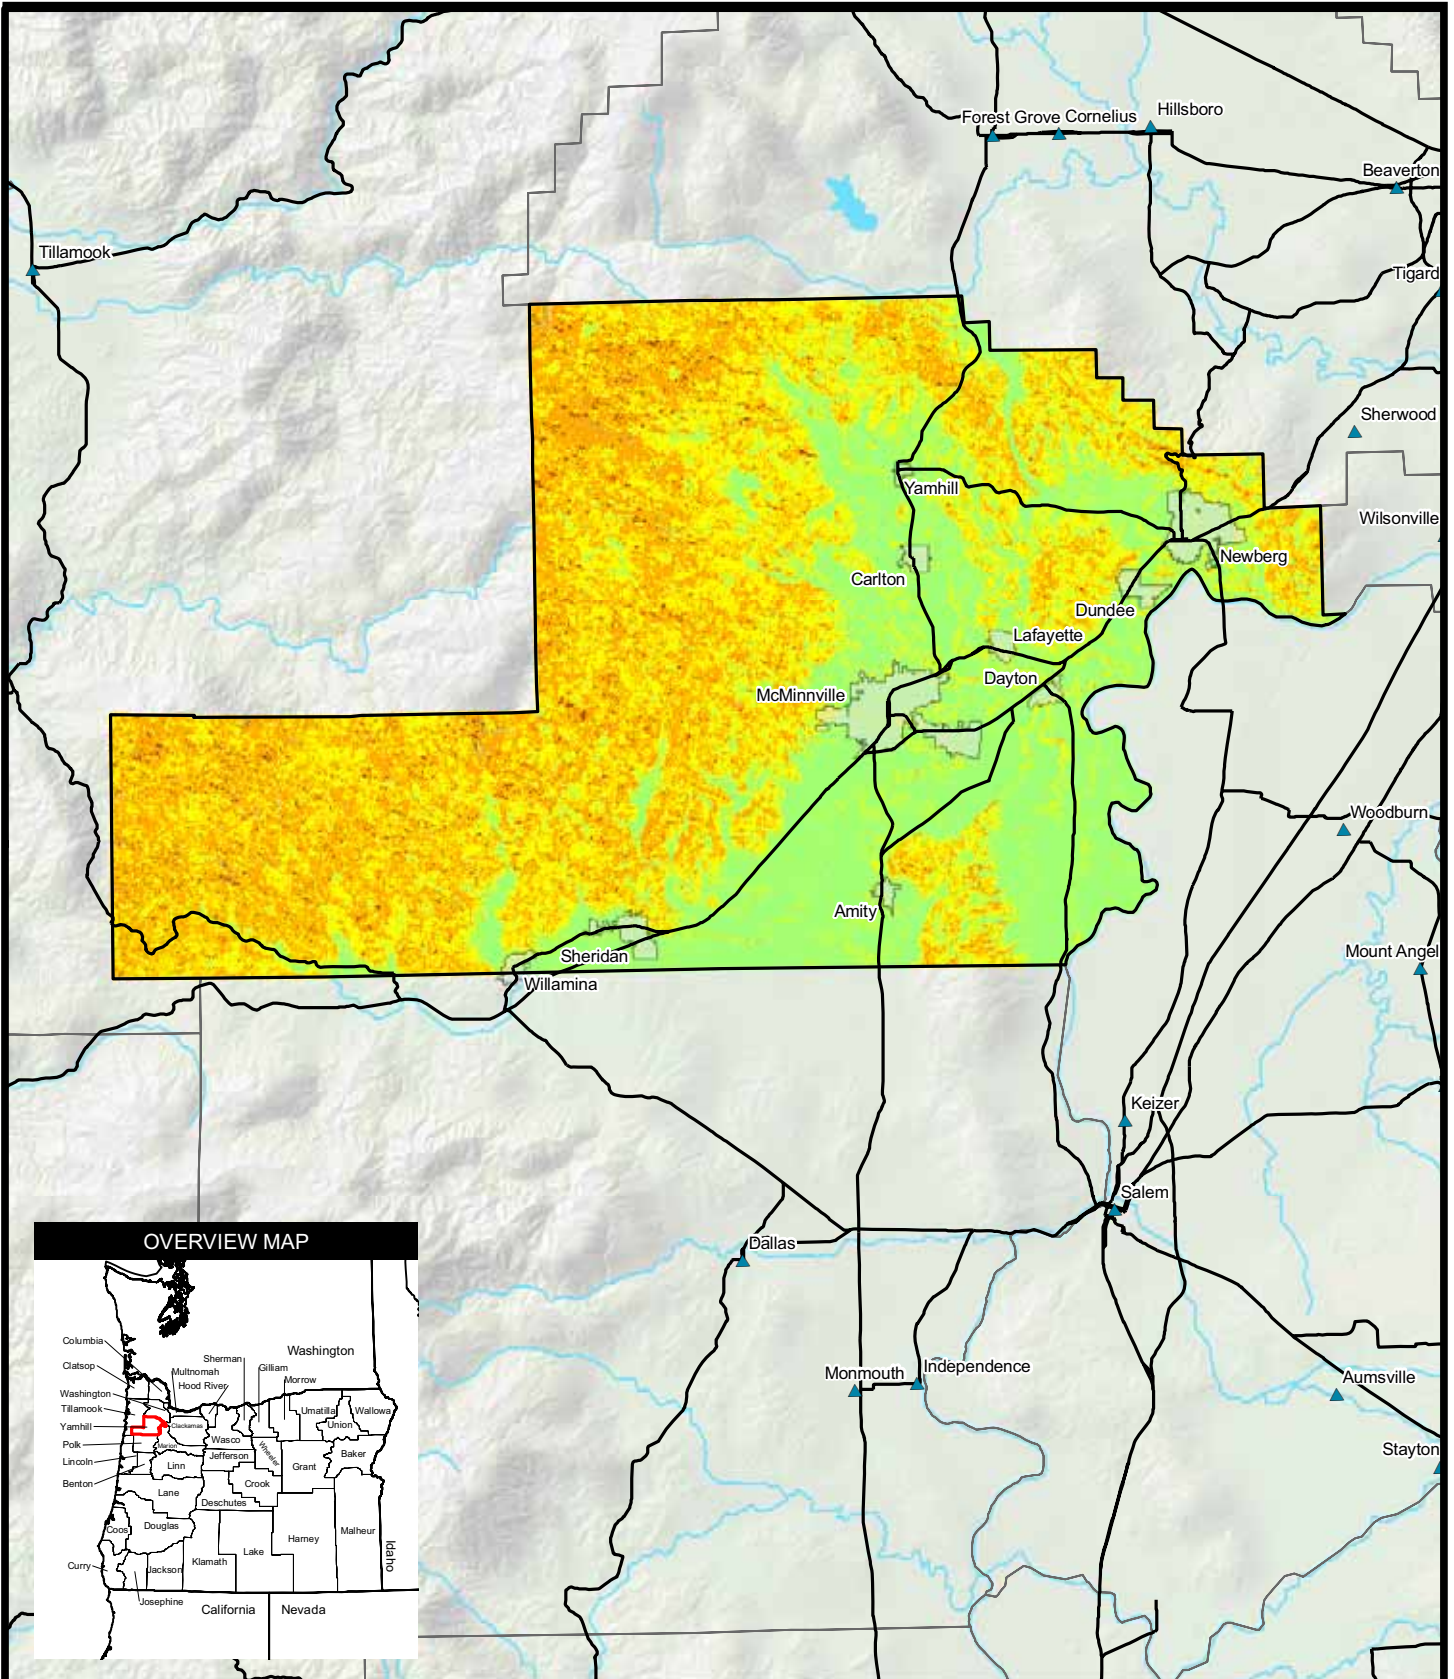 Forest Grove
Cornelius
Hillsboro
Beaverton
Tillamook
Tigard
Sherwood
Yamhill
Wilsonville
Newberg
Carlton
Dundee
Lafayette
Dayton
McMinnville
Woodburn
Amity
Sheridan
Mount Angel
Willamina
Keizer
Salem
Dallas
Independence
Monmouth
Aumsville
Stayton
OVERVIEW MAP
Columbia
Clatsop
Washington
Tillamook
Yamhill
Polk
Lincoln
Benton
Washington
Sherman
Gilliam
Multnomah
Hood River
Morrow
Umatilla
Wallowa
Union
Clackamas
Wasco
Marion
Wheeler
Baker
Jefferson
Linn
Grant
Crook
Lane
Deschutes
Coos
Douglas
Harney
Malheur
Lake
Klamath
Curry
Jackson
Idaho
Josephine
California
Nevada